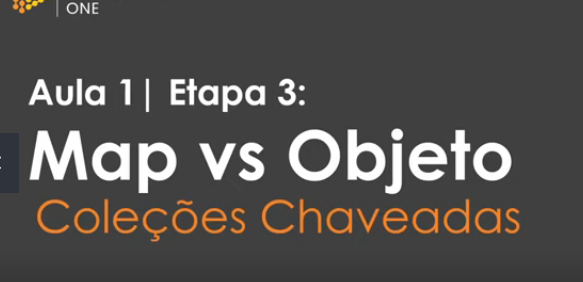 ONE
Aula 1| Etapa 3:
Map vs Objeto
Coleções Chaveadas